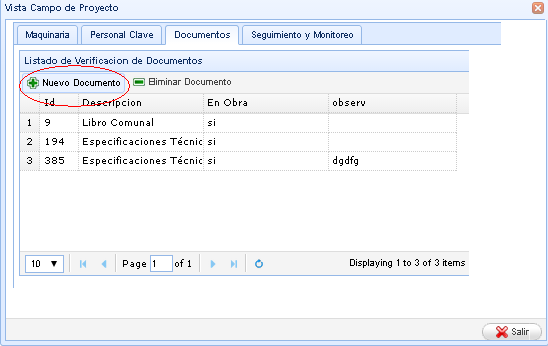 Vista Campo de Proyecto
Maquinaria Personal Clave Documentos Seguimiento y Monitoreo
Listado de Verificacion de Documentos
Nuevo Documento Eliminar Documento
Id Descripcion En Obra observ
1 9 Libro Comunal si
2 194 Especificaciones Técnic si
3 385 Especificaciones Técnic si dgdfg
10 Page 1 of 1 Displaying 1 to 3 of 3 items
Salir